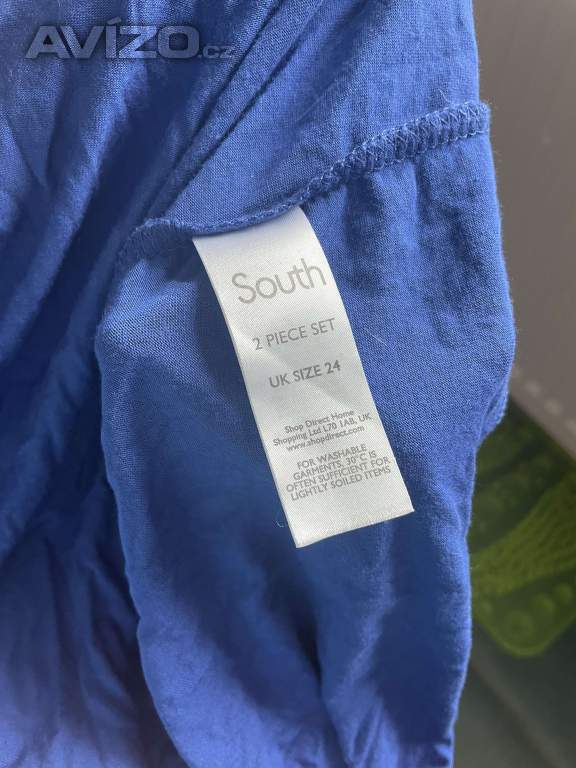 AVÍZO.cz
South
2 PIECE SET
UK SIZE 24
Shop Direct Home
Shopping Ltd L70 1AB, UK
www.shopdirect.com
FOR WASHABLE
GARMENTS, 30°C IS
OFTEN SUFFICIENT FOR
LIGHTLY SOILED ITEMS